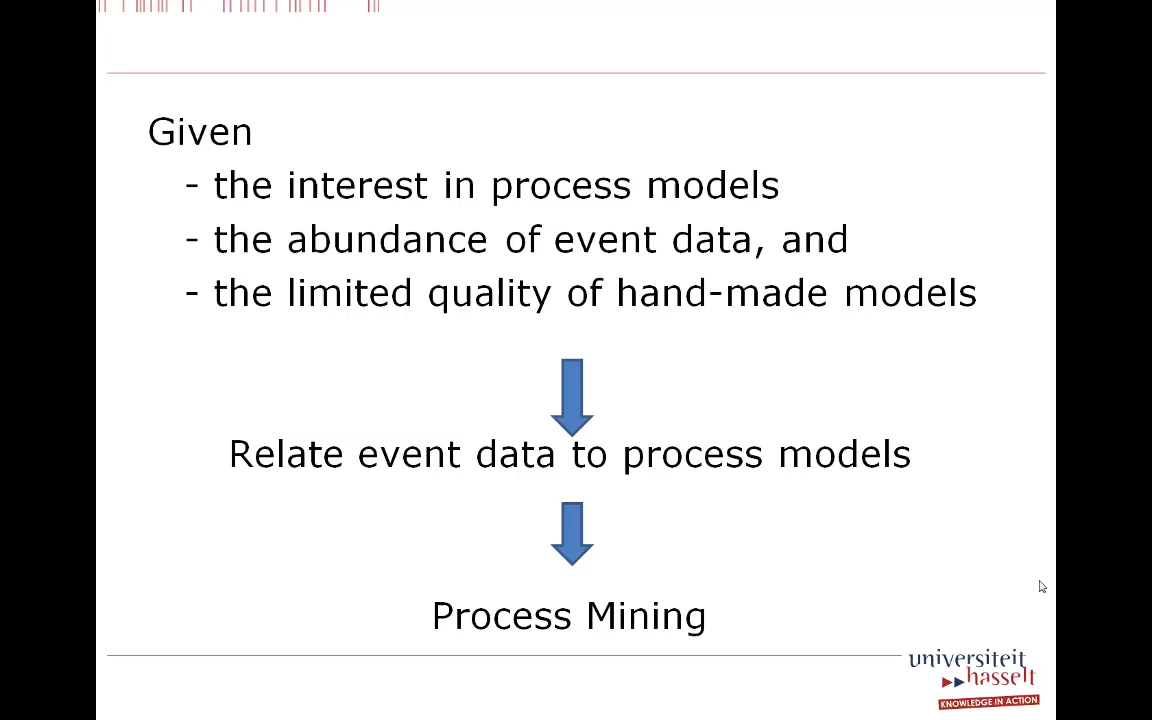 Given
- the interest in process models
- the abundance of event data, and
- the limited quality of hand-made models
Relate event data to process models
Process Mining
universiteit
hasselt
KNOWLEDGE IN ACTION